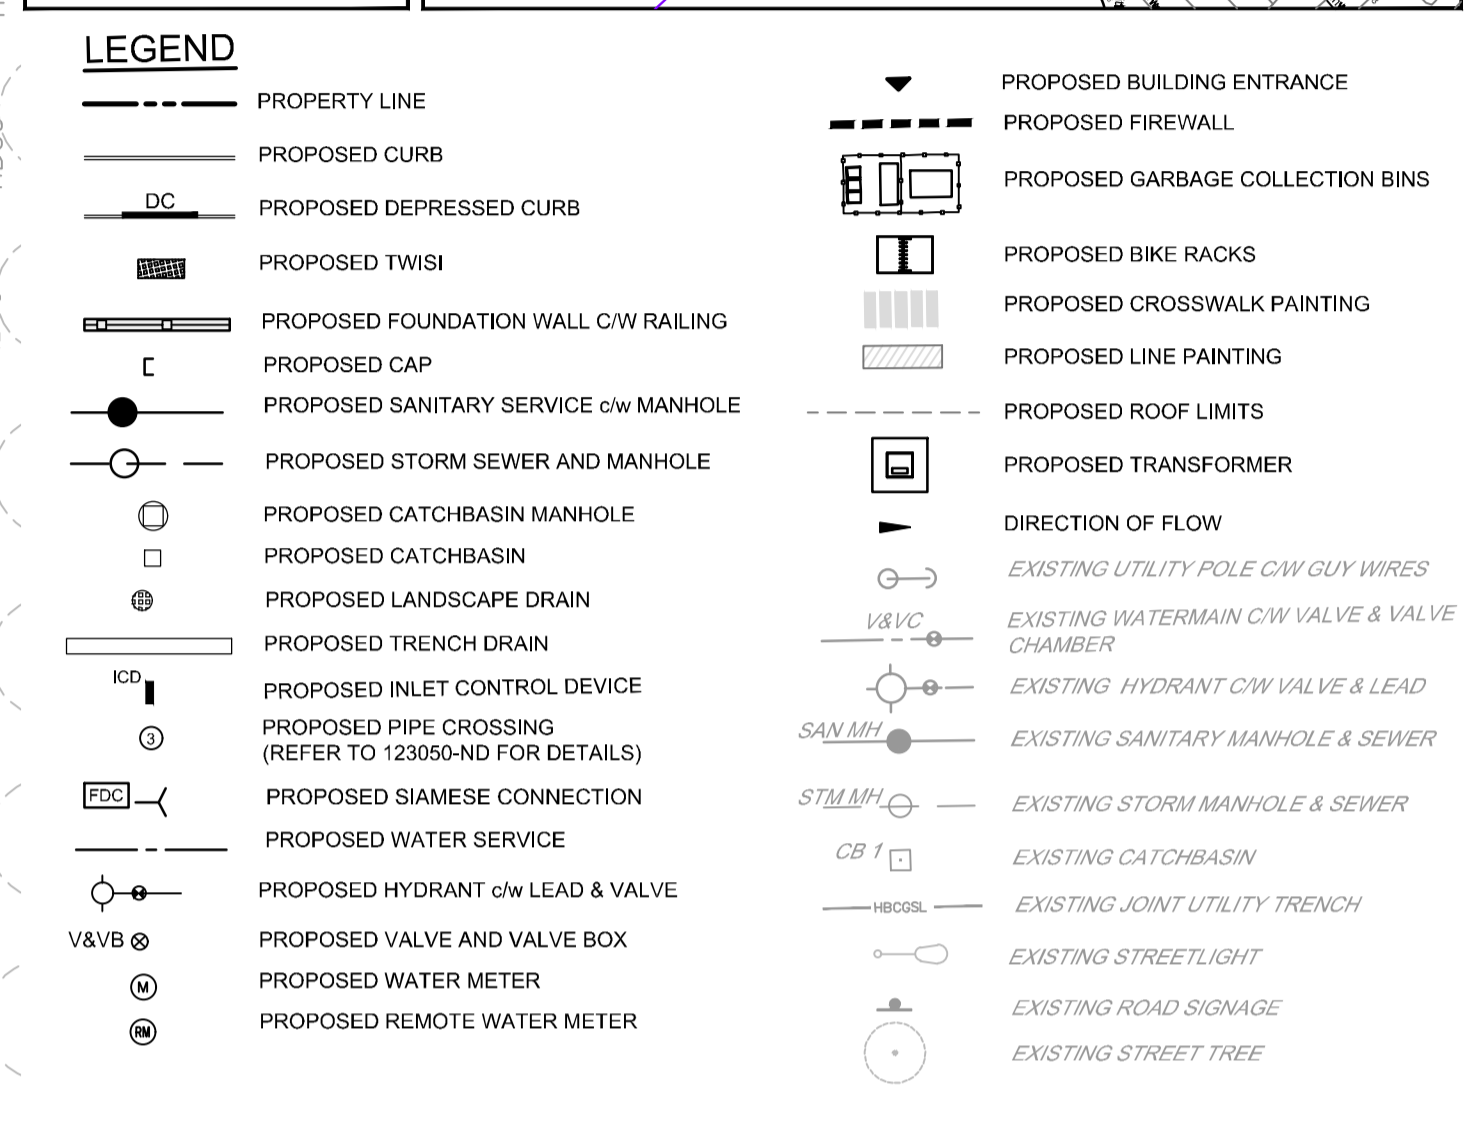 LEGEND
PROPERTY LINE
PROPOSED CURB
DC
PROPOSED DEPRESSED CURB
PROPOSED TWISI
PROPOSED FOUNDATION WALL C/W RAILING
PROPOSED CAP
PROPOSED SANITARY SERVICE c/w MANHOLE
PROPOSED STORM SEWER AND MANHOLE
PROPOSED CATCHBASIN MANHOLE
PROPOSED CATCHBASIN
PROPOSED LANDSCAPE DRAIN
PROPOSED TRENCH DRAIN
ICD
PROPOSED INLET CONTROL DEVICE
3
PROPOSED PIPE CROSSING
(REFER TO 123050-ND FOR DETAILS)
FDC
PROPOSED SIAMESE CONNECTION
PROPOSED WATER SERVICE
PROPOSED HYDRANT c/w LEAD & VALVE
V&VB
PROPOSED VALVE AND VALVE BOX
M
PROPOSED WATER METER
RM
PROPOSED REMOTE WATER METER
PROPOSED BUILDING ENTRANCE
PROPOSED FIREWALL
PROPOSED GARBAGE COLLECTION BINS
PROPOSED BIKE RACKS
PROPOSED CROSSWALK PAINTING
PROPOSED LINE PAINTING
PROPOSED ROOF LIMITS
PROPOSED TRANSFORMER
DIRECTION OF FLOW
EXISTING UTILITY POLE C/W GUY WIRES
V&VC
EXISTING WATERMAIN C/W VALVE & VALVE
CHAMBER
EXISTING HYDRANT C/W VALVE & LEAD
SAN MH
EXISTING SANITARY MANHOLE & SEWER
STM MH
EXISTING STORM MANHOLE & SEWER
CB 1
EXISTING CATCHBASIN
HBCGSL
EXISTING JOINT UTILITY TRENCH
EXISTING STREETLIGHT
EXISTING ROAD SIGNAGE
EXISTING STREET TREE